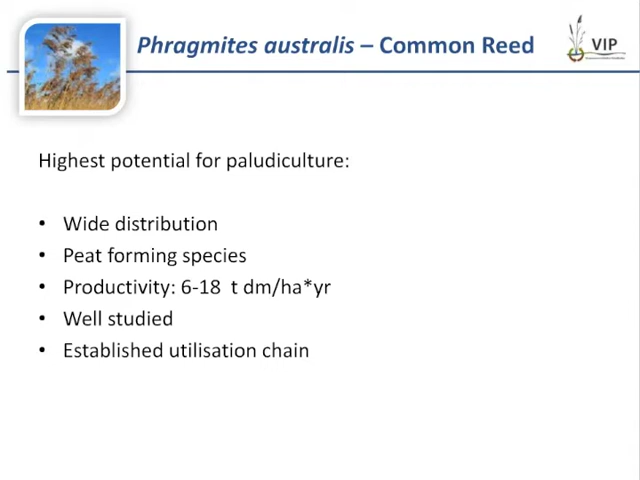 Phragmites australis – Common Reed
VIP
Highest potential for paludiculture:
• Wide distribution
• Peat forming species
• Productivity: 6-18 t dm/ha*yr
• Well studied
• Established utilisation chain